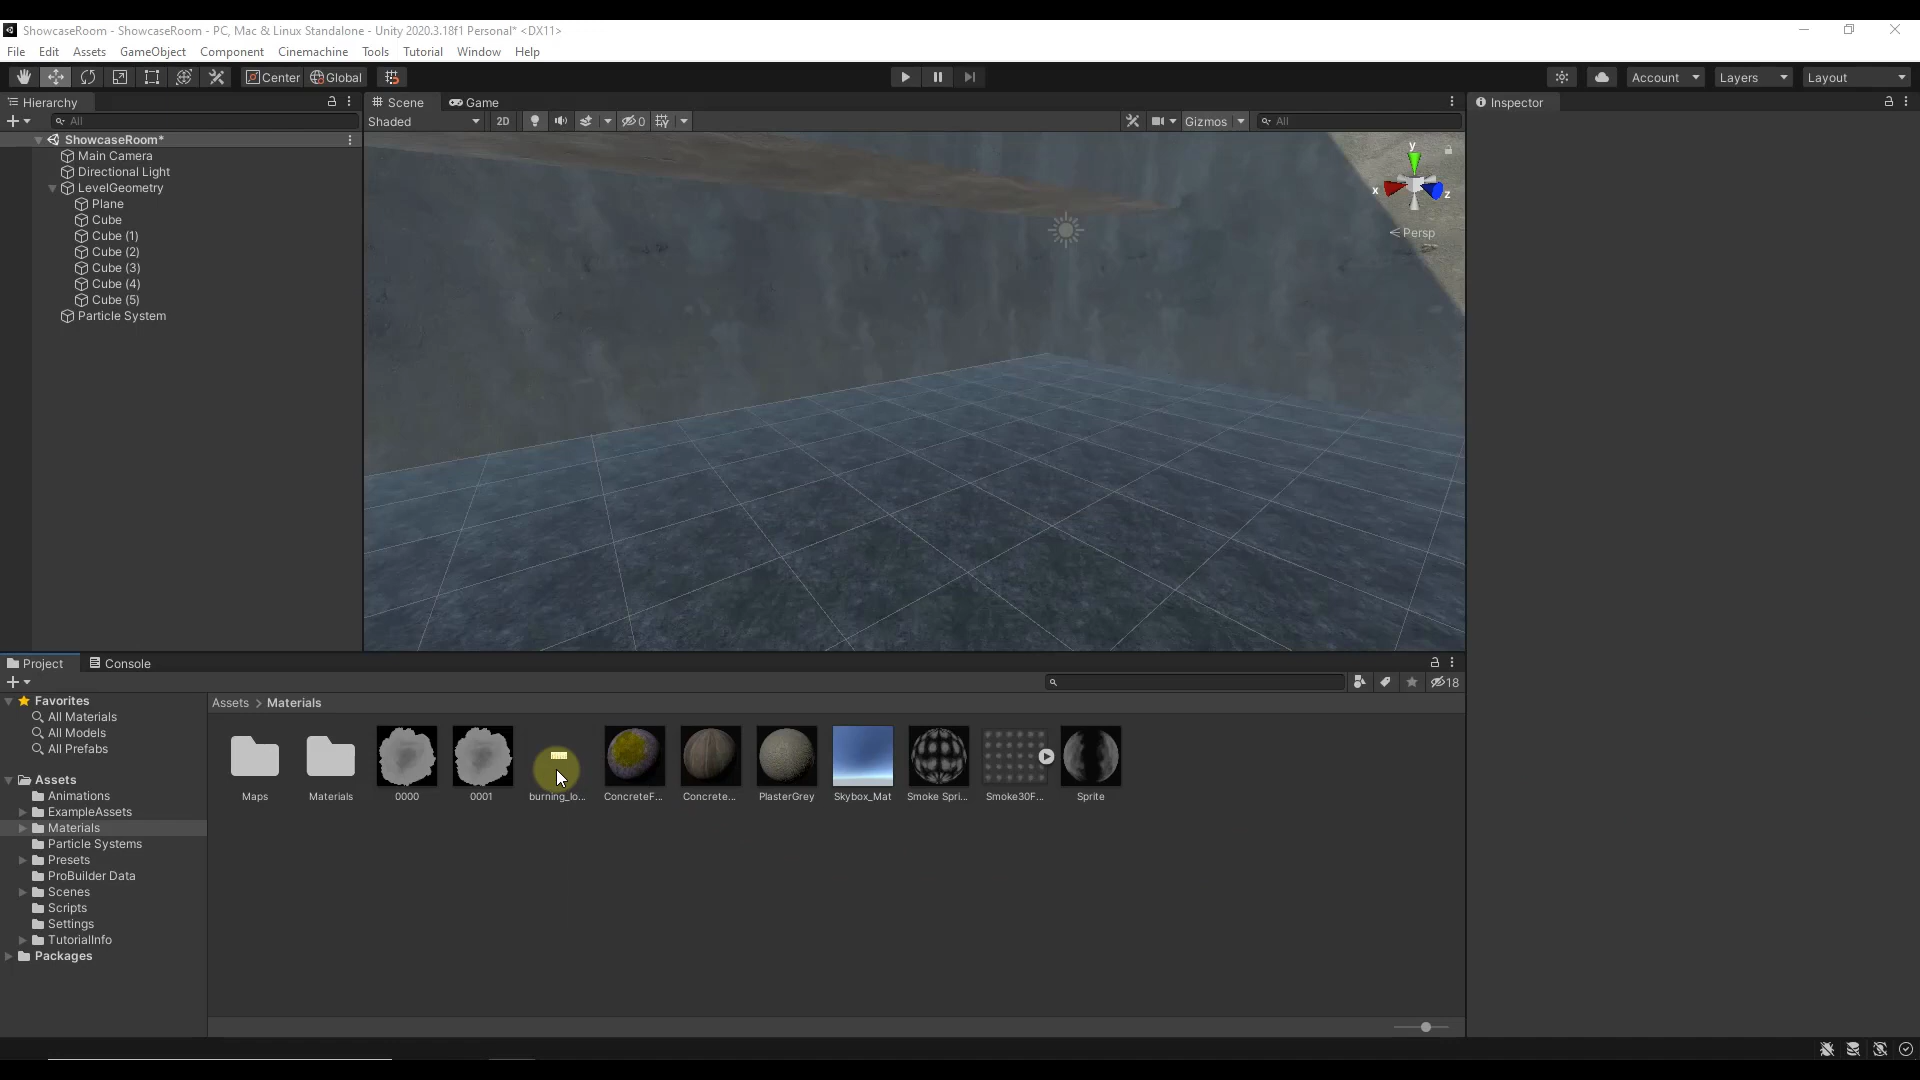 ShowcaseRoom - ShowcaseRoom - PC, Mac & Linux Standalone - Unity 2020.3.18f1 Personal* <DX11>
File Edit Assets GameObject Component Cinemachine Tools Tutorial Window Help
Center Global Account Layers Layout
Hierarchy
All
ShowcaseRoom*
Main Camera
Directional Light
LevelGeometry
Plane
Cube
Cube (1)
Cube (2)
Cube (3)
Cube (4)
Cube (5)
Particle System
Scene Game
Shaded 2D 0 Gizmos All
y
x
z
Persp
Inspector
Project Console
18
Favorites
All Materials
All Models
All Prefabs
Assets
Animations
ExampleAssets
Materials
Particle Systems
Presets
ProBuilder Data
Scenes
Scripts
Settings
TutorialInfo
Packages
Assets > Materials
Maps Materials 0000 0001 burning_lo... ConcreteF... Concrete... PlasterGrey Skybox_Mat Smoke Spri... Smoke30F... Sprite